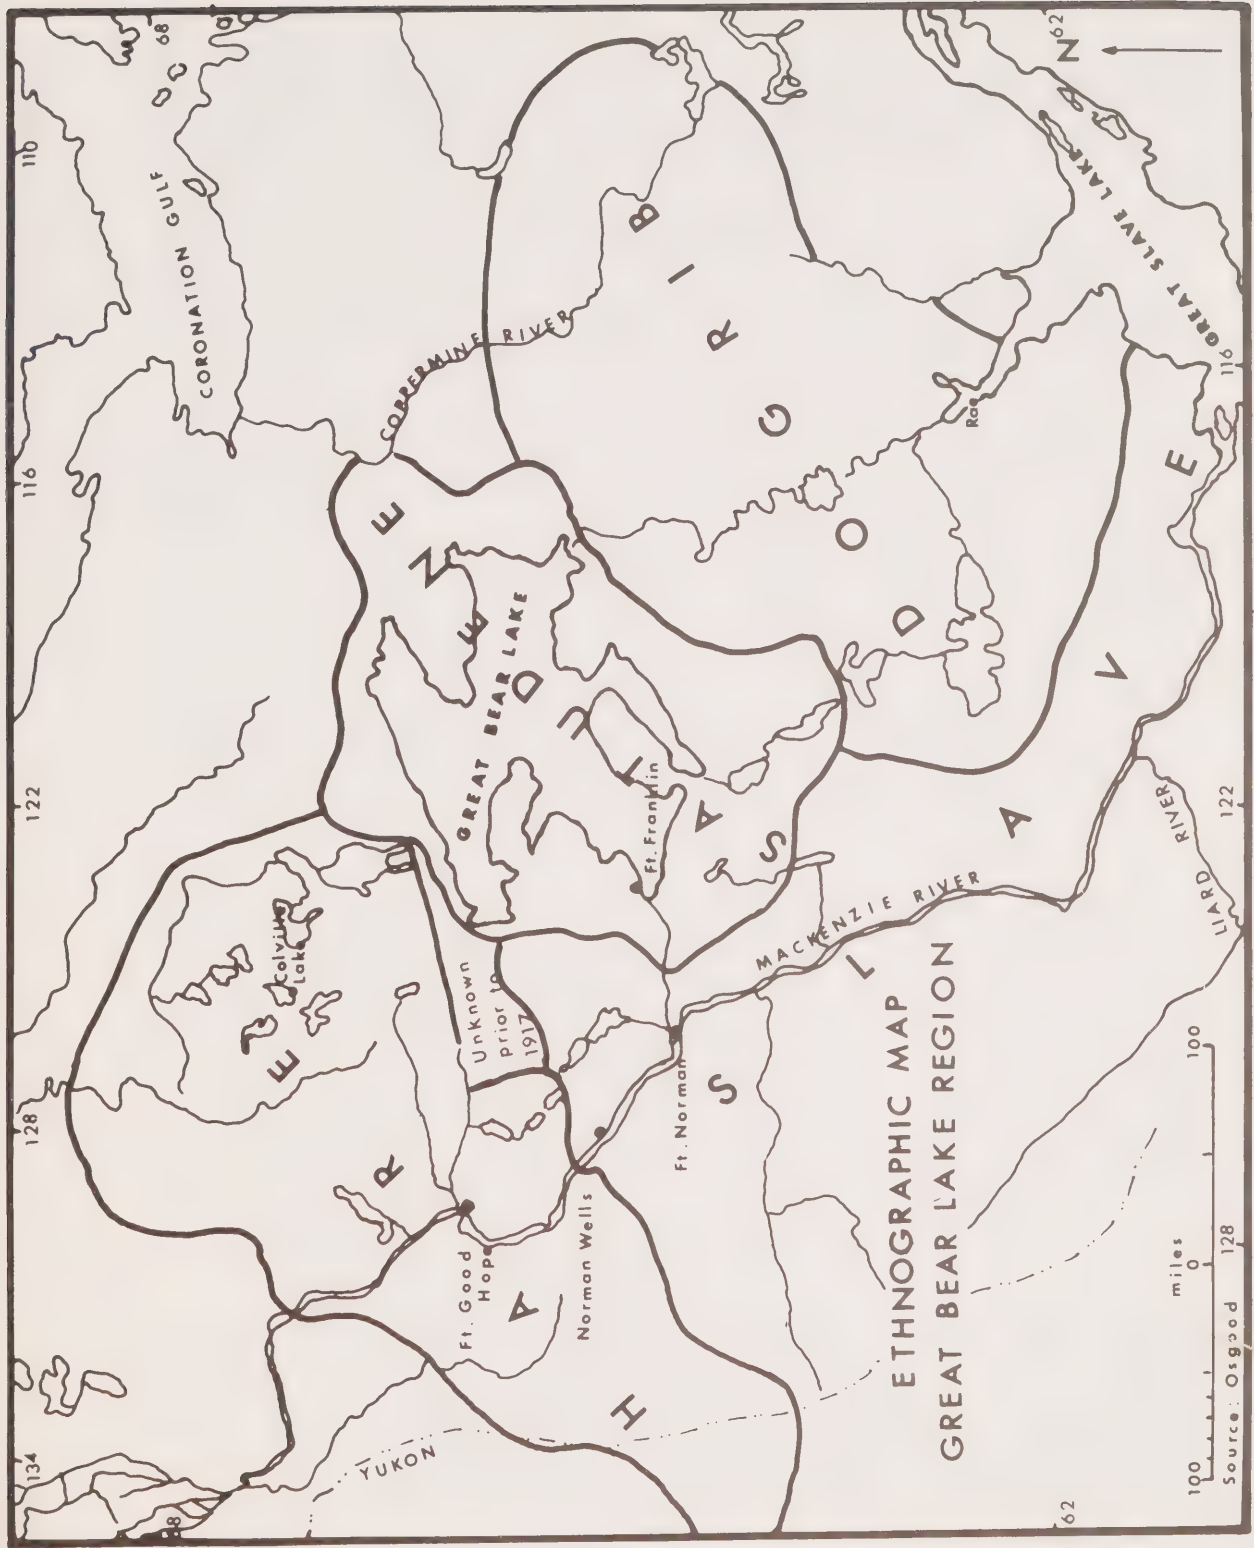 134
128
122
116
110
68
68
CORONATION GULF
COPPERMINE RIVER
YUKON
Colville
Lake
GREAT BEAR LAKE
Unknown
prior to
1917
Ft. Good
Hope
Norman Wells
Ft. Norman
Ft. Franklin
HARE
SATUDENE
DOGRIB
SLAVE
MACKENZIE RIVER
Rae
GREAT SLAVE LAKE
LIARD RIVER
N
62
62
ETHNOGRAPHIC MAP
GREAT BEAR LAKE REGION
miles
100 0 100
Source: Osgood
128
122
116